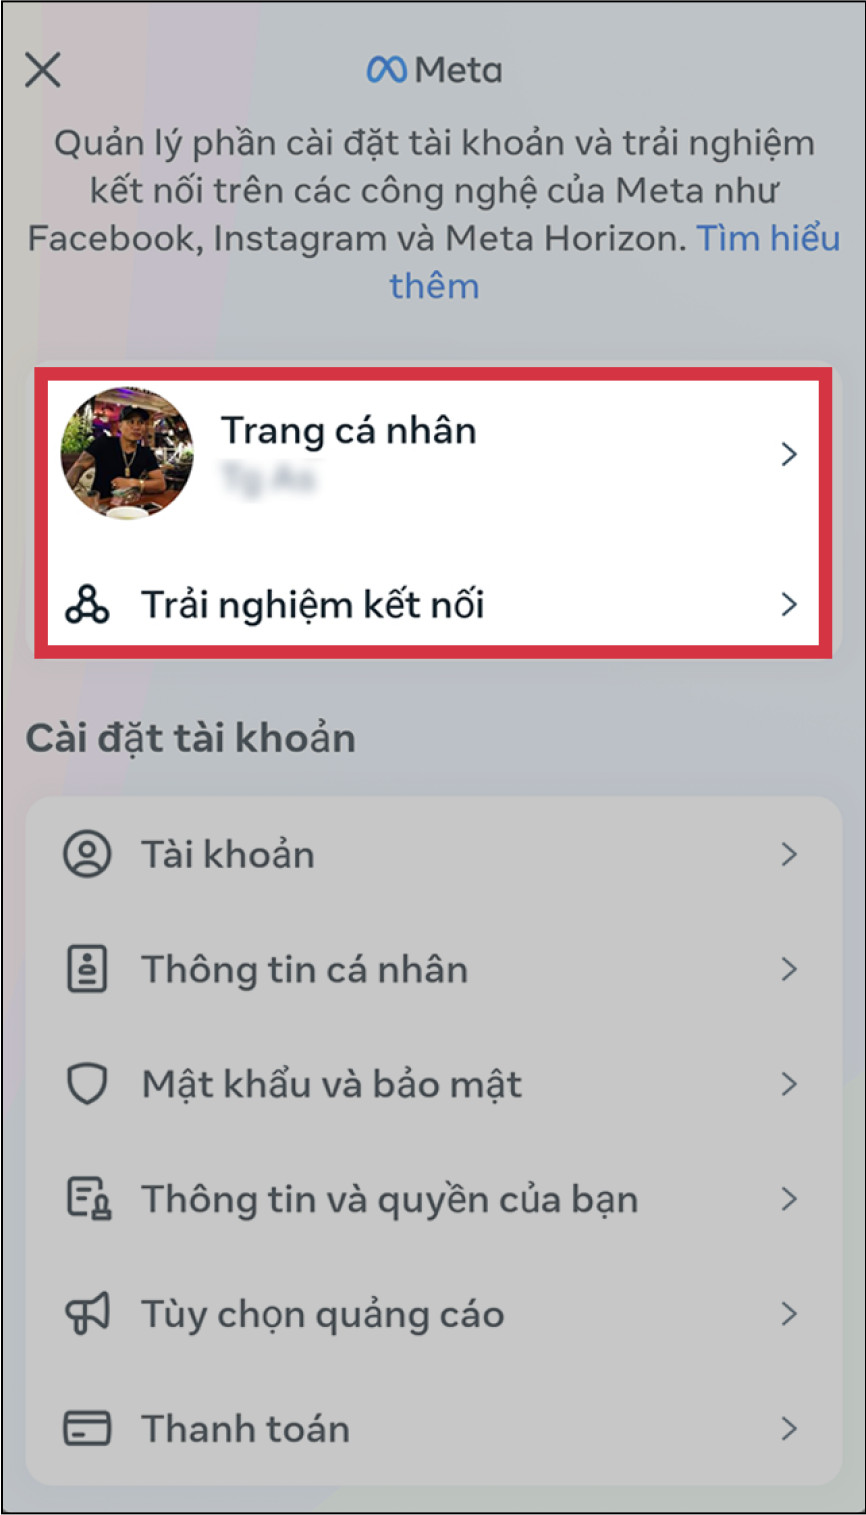 Meta
Quản lý phần cài đặt tài khoản và trải nghiệm
kết nối trên các công nghệ của Meta như
Facebook, Instagram và Meta Horizon. Tìm hiểu
thêm
Trang cá nhân
Trải nghiệm kết nối
Cài đặt tài khoản
Tài khoản
Thông tin cá nhân
Mật khẩu và bảo mật
Thông tin và quyền của bạn
Tùy chọn quảng cáo
Thanh toán